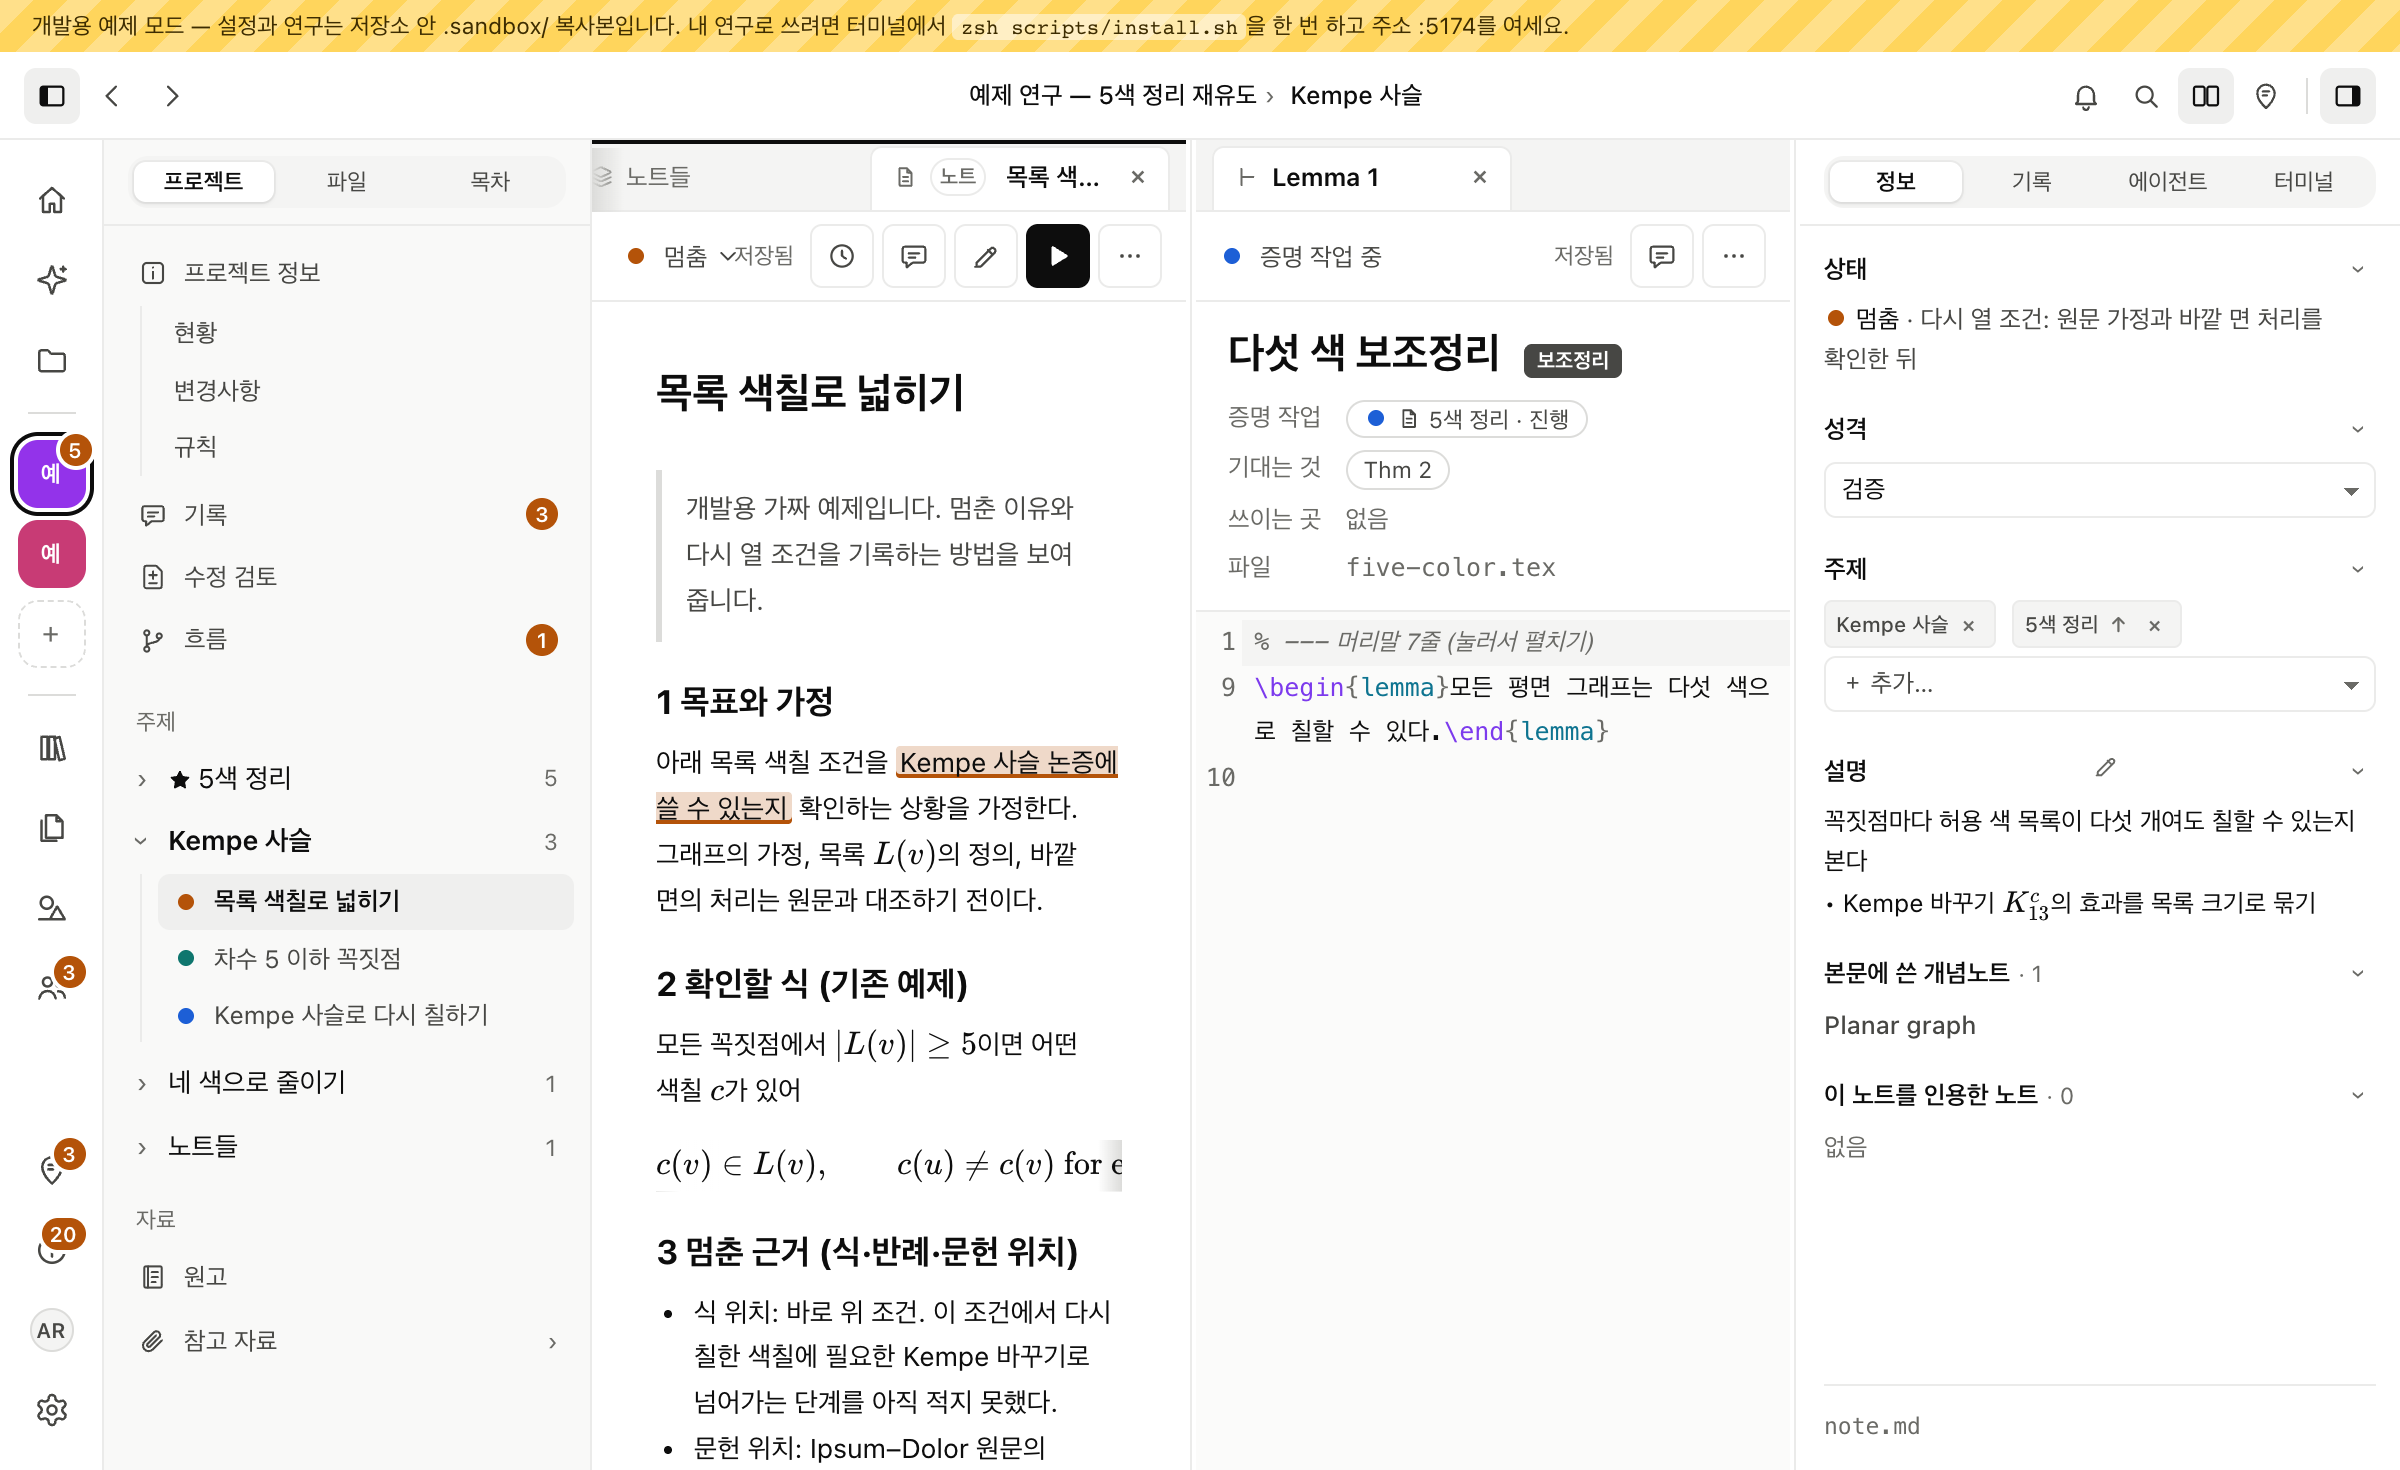 개발용 예제 모드 — 설정과 연구는 저장소 안 .sandbox/ 복사본입니다. 내 연구로 쓰려면 터미널에서 zsh scripts/install.sh을 한 번 하고 주소 :5174를 여세요.
예제 연구 — 5색 정리 재유도 › Kempe 사슬
예
5
예
+
3
3
20
AR
프로젝트
파일
목차
프로젝트 정보
현황
변경사항
규칙
기록
3
수정 검토
흐름
1
주제
› ★ 5색 정리 5
Kempe 사슬 3
목록 색칠로 넓히기
차수 5 이하 꼭짓점
Kempe 사슬로 다시 칠하기
› 네 색으로 줄이기 1
› 노트들 1
자료
원고
참고 자료 ›
노트들
노트 목록 색... ×
멈춤 저장됨 ···
목록 색칠로 넓히기
개발용 가짜 예제입니다. 멈춘 이유와
다시 열 조건을 기록하는 방법을 보여
줍니다.
1 목표와 가정
아래 목록 색칠 조건을 Kempe 사슬 논증에
쓸 수 있는지 확인하는 상황을 가정한다.
그래프의 가정, 목록 L(v)의 정의, 바깥
면의 처리는 원문과 대조하기 전이다.
2 확인할 식 (기존 예제)
모든 꼭짓점에서 |L(v)| ≥ 5이면 어떤
색칠 c가 있어
c(v) ∈ L(v), c(u) ≠ c(v) for e
3 멈춘 근거 (식·반례·문헌 위치)
• 식 위치: 바로 위 조건. 이 조건에서 다시
칠한 색칠에 필요한 Kempe 바꾸기로
넘어가는 단계를 아직 적지 못했다.
• 문헌 위치: Ipsum–Dolor 원문의
⊢ Lemma 1 ×
증명 작업 중 저장됨 ···
다섯 색 보조정리 보조정리
증명 작업 5색 정리 · 진행
기대는 것 Thm 2
쓰이는 곳 없음
파일 five-color.tex
1 % --- 머리말 7줄 (눌러서 펼치기)
9 \begin{lemma}모든 평면 그래프는 다섯 색으
로 칠할 수 있다.\end{lemma}
10
정보
기록
에이전트
터미널
상태
멈춤 · 다시 열 조건: 원문 가정과 바깥 면 처리를
확인한 뒤
성격
검증
주제
Kempe 사슬 × 5색 정리 ↑ ×
+ 추가...
설명
꼭짓점마다 허용 색 목록이 다섯 개여도 칠할 수 있는지
본다
• Kempe 바꾸기 K_{13}^c의 효과를 목록 크기로 묶기
본문에 쓴 개념노트 · 1
Planar graph
이 노트를 인용한 노트 · 0
없음
note.md